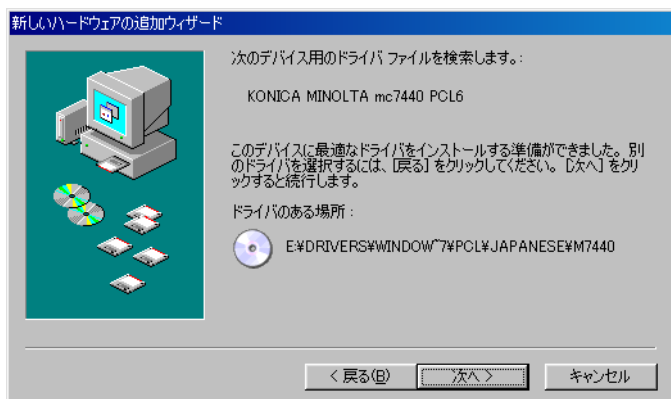 新しいハードウェアの追加ウィザード
次のデバイス用のドライバ ファイルを検索します。:
KONICA MINOLTA mc7440 PCL6
このデバイスに最適なドライバをインストールする準備ができました。別
のドライバを選択するには、[戻る] をクリックしてください。[次へ] をクリ
ックすると続行します。
ドライバのある場所 :
E:¥DRIVERS¥WINDOW~7¥PCL¥JAPANESE¥M7440
< 戻る(B)
次へ >
キャンセル